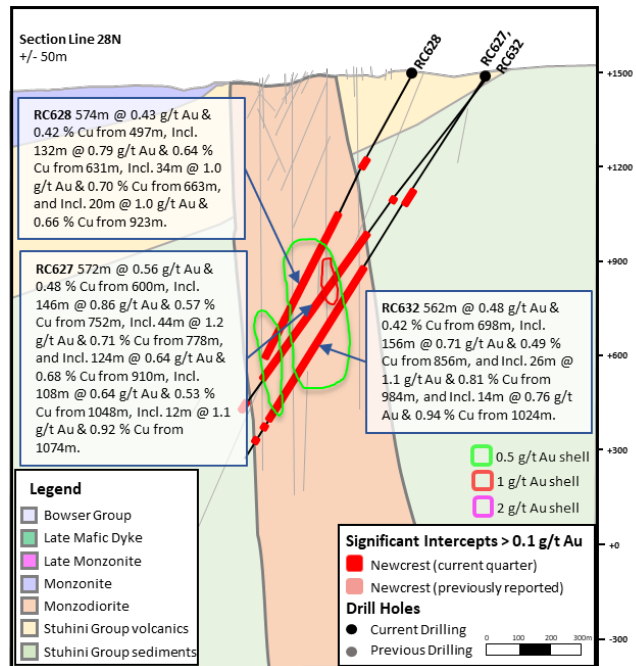 Section Line 28N
+/- 50m
RC628
RC627,
RC632
+1500
+1200
+900
+600
+300
+0
-300
RC628 574m @ 0.43 g/t Au &
0.42 % Cu from 497m, Incl.
132m @ 0.79 g/t Au & 0.64 %
Cu from 631m, Incl. 34m @ 1.0
g/t Au & 0.70 % Cu from 663m,
and Incl. 20m @ 1.0 g/t Au &
0.66 % Cu from 923m.
RC627 572m @ 0.56 g/t Au &
0.48 % Cu from 600m, Incl.
146m @ 0.86 g/t Au & 0.57 %
Cu from 752m, Incl. 44m @ 1.2
g/t Au & 0.71 % Cu from 778m,
and Incl. 124m @ 0.64 g/t Au &
0.68 % Cu from 910m, Incl.
108m @ 0.64 g/t Au & 0.53 %
Cu from 1048m, Incl. 12m @ 1.1
g/t Au & 0.92 % Cu from
1074m.
RC632 562m @ 0.48 g/t Au &
0.42 % Cu from 698m, Incl.
156m @ 0.71 g/t Au & 0.49 %
Cu from 856m, and Incl. 26m @
1.1 g/t Au & 0.81 % Cu from
984m, and Incl. 14m @ 0.76 g/t
Au & 0.94 % Cu from 1024m.
0.5 g/t Au shell
1 g/t Au shell
2 g/t Au shell
Legend
Bowser Group
Late Mafic Dyke
Late Monzonite
Monzonite
Monzodiorite
Stuhini Group volcanics
Stuhini Group sediments
Significant Intercepts > 0.1 g/t Au
Newcrest (current quarter)
Newcrest (previously reported)
Drill Holes
Current Drilling
Previous Drilling
0 100 200 300m